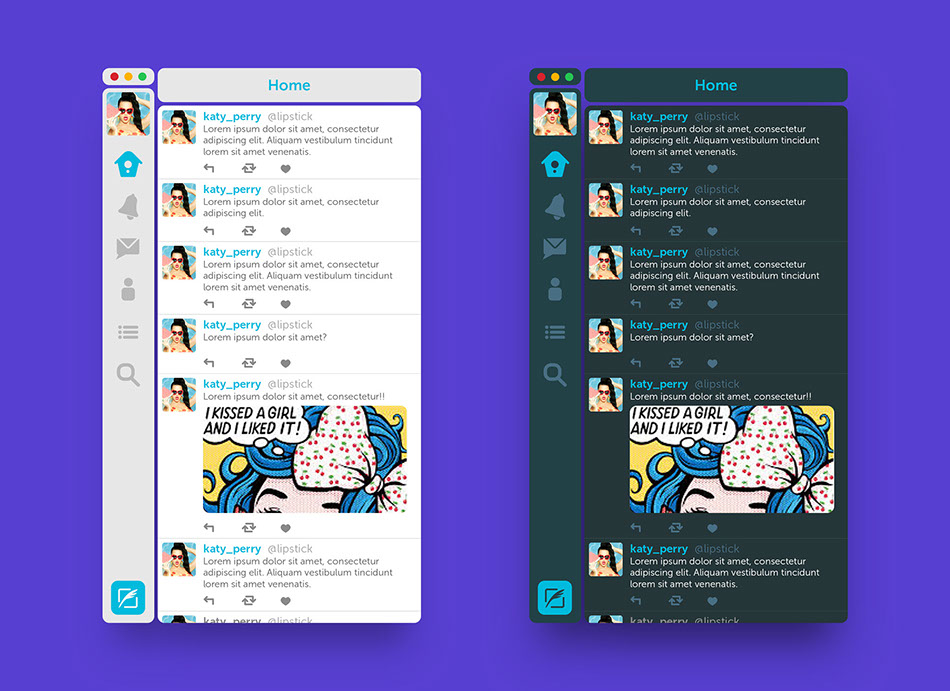 Home
katy_perry @lipstick
Lorem ipsum dolor sit amet, consectetur
adipiscing elit. Aliquam vestibulum tincidunt
lorem sit amet venenatis.
katy_perry @lipstick
Lorem ipsum dolor sit amet, consectetur
adipiscing elit.
katy_perry @lipstick
Lorem ipsum dolor sit amet, consectetur
adipiscing elit. Aliquam vestibulum tincidunt
lorem sit amet venenatis.
katy_perry @lipstick
Lorem ipsum dolor sit amet?
katy_perry @lipstick
Lorem ipsum dolor sit amet, consectetur!!
I KISSED A GIRL
AND I LIKED IT!
katy_perry @lipstick
Lorem ipsum dolor sit amet, consectetur
adipiscing elit. Aliquam vestibulum tincidunt
lorem sit amet venenatis.
katy_perry @lipstick
Home
katy_perry @lipstick
Lorem ipsum dolor sit amet, consectetur
adipiscing elit. Aliquam vestibulum tincidunt
lorem sit amet venenatis.
katy_perry @lipstick
Lorem ipsum dolor sit amet, consectetur
adipiscing elit.
katy_perry @lipstick
Lorem ipsum dolor sit amet, consectetur
adipiscing elit. Aliquam vestibulum tincidunt
lorem sit amet venenatis.
katy_perry @lipstick
Lorem ipsum dolor sit amet?
katy_perry @lipstick
Lorem ipsum dolor sit amet, consectetur!!
I KISSED A GIRL
AND I LIKED IT!
katy_perry @lipstick
Lorem ipsum dolor sit amet, consectetur
adipiscing elit. Aliquam vestibulum tincidunt
lorem sit amet venenatis.
katy_perry @lipstick